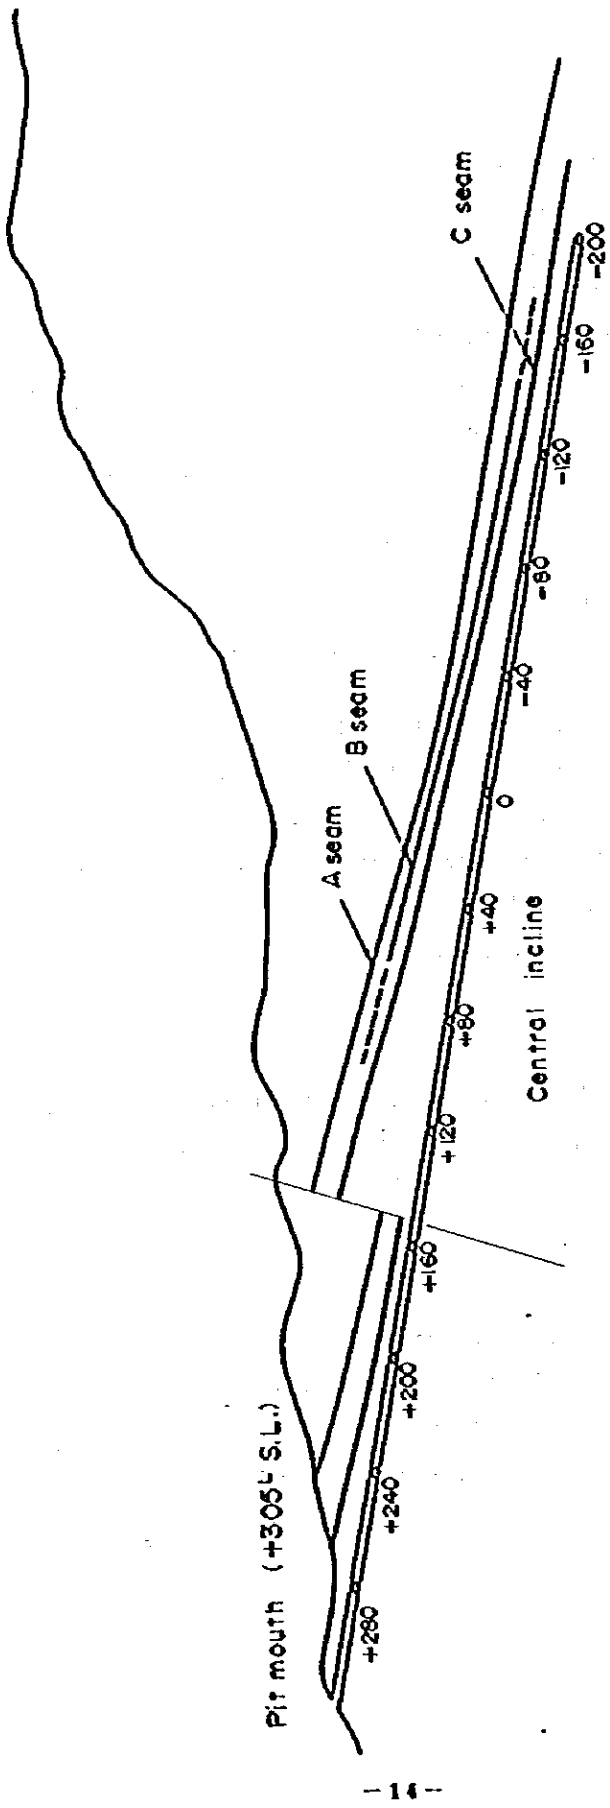 Pit mouth (+305ᴸ S.L.)
A seam
B seam
C seam
Central incline
+280
+240
+200
+160
+120
+80
+40
0
-40
-80
-120
-160
-200
- 14 -